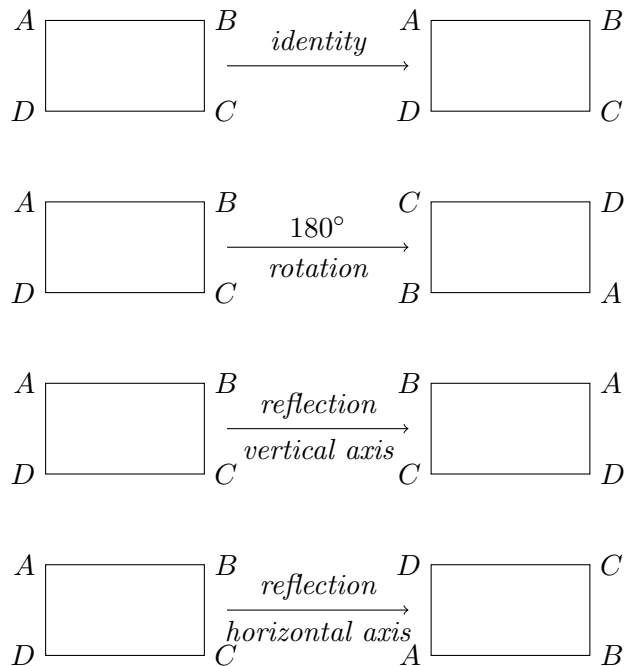 A B A B
identity
D C D C
A B C D
180°
rotation
D C B A
A B B A
reflection
vertical axis
D C C D
A B D C
reflection
horizontal axis
D C A B